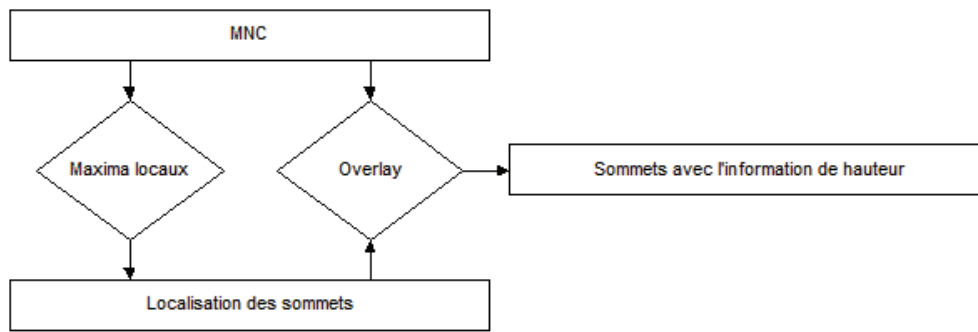 MNC
Maxima locaux
Overlay
Sommets avec l'information de hauteur
Localisation des sommets